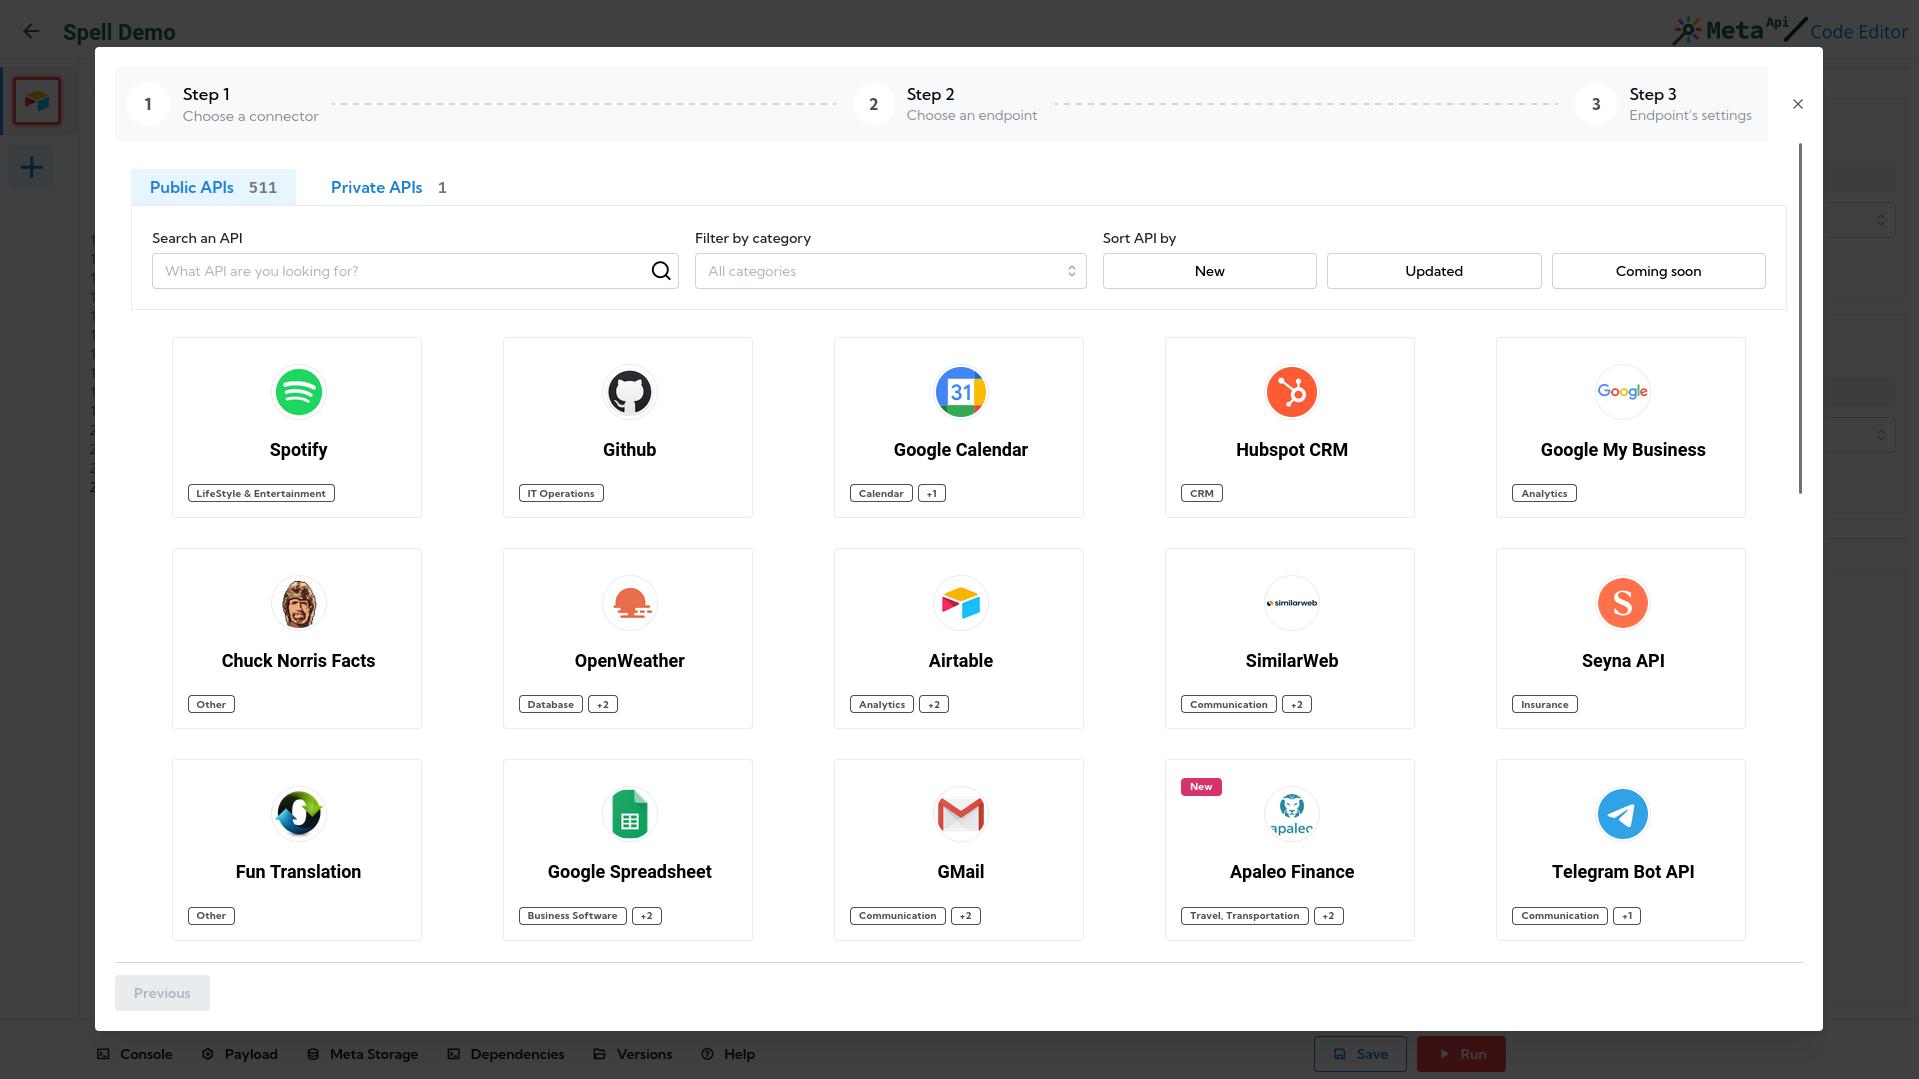 Spell Demo
Meta Api Code Editor
1 Step 1 Choose a connector
2 Step 2 Choose an endpoint
3 Step 3 Endpoint's settings
Public APIs 511 Private APIs 1
Search an API Filter by category Sort API by
What API are you looking for? All categories New Updated Coming soon
31 Google
Spotify Github Google Calendar Hubspot CRM Google My Business
LifeStyle & Entertainment IT Operations Calendar +1 CRM Analytics
similarweb S
Chuck Norris Facts OpenWeather Airtable SimilarWeb Seyna API
Other Database +2 Analytics +2 Communication +2 Insurance
New
apaleo
Fun Translation Google Spreadsheet GMail Apaleo Finance Telegram Bot API
Other Business Software +2 Communication +2 Travel, Transportation +2 Communication +1
Previous
Console Payload Meta Storage Dependencies Versions Help Save Run